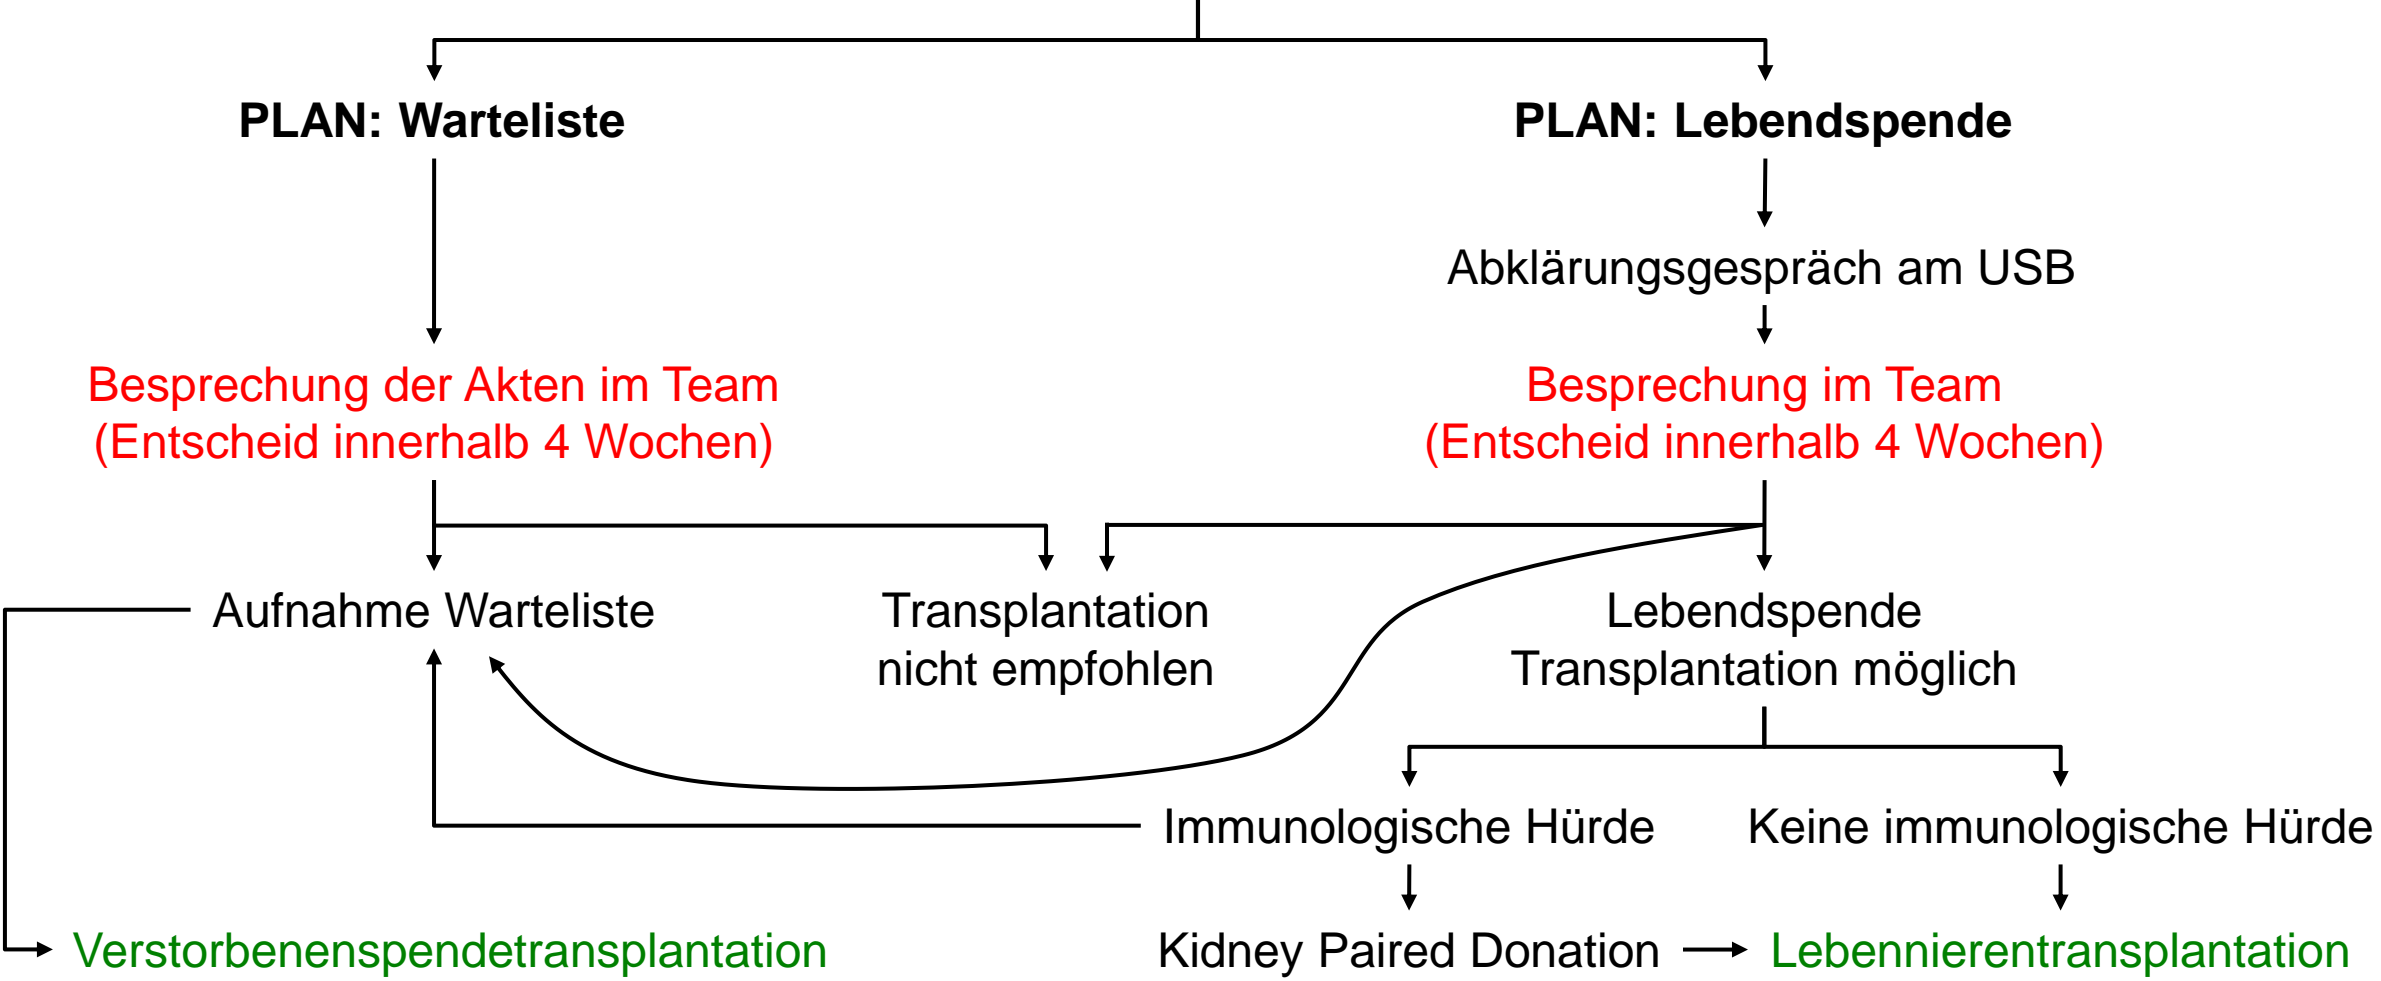 PLAN: Warteliste
PLAN: Lebendspende
Abklärungsgespräch am USB
Besprechung der Akten im Team
(Entscheid innerhalb 4 Wochen)
Besprechung im Team
(Entscheid innerhalb 4 Wochen)
Aufnahme Warteliste
Transplantation
nicht empfohlen
Lebendspende
Transplantation möglich
Immunologische Hürde
Keine immunologische Hürde
Verstorbenenspendetransplantation
Kidney Paired Donation
Lebennierentransplantation